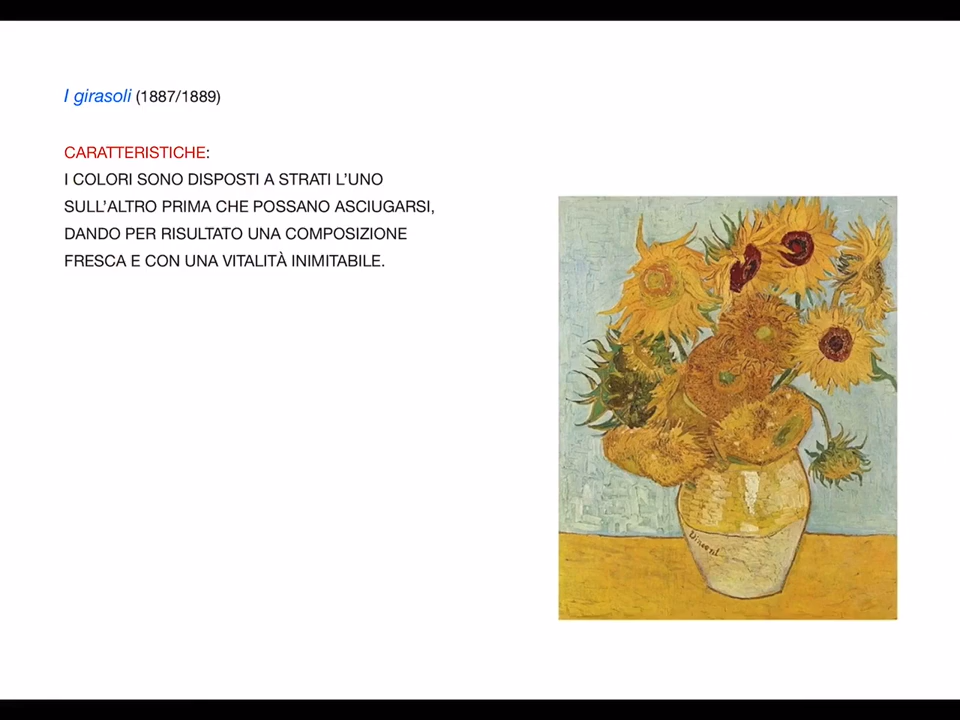 I girasoli (1887/1889)
CARATTERISTICHE:
I COLORI SONO DISPOSTI A STRATI L’UNO
SULL’ALTRO PRIMA CHE POSSANO ASCIUGARSI,
DANDO PER RISULTATO UNA COMPOSIZIONE
FRESCA E CON UNA VITALITÀ INIMITABILE.
Vincent